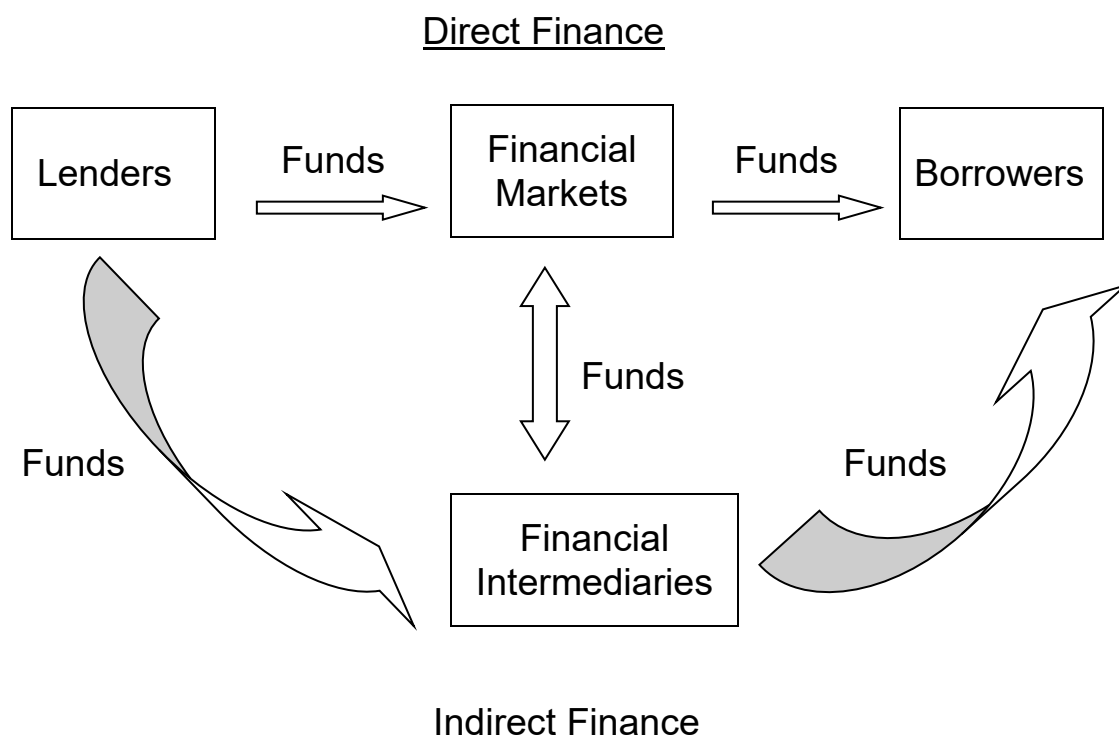 Direct Finance
Lenders
Funds
Financial
Markets
Funds
Borrowers
Funds
Funds
Funds
Financial
Intermediaries
Indirect Finance